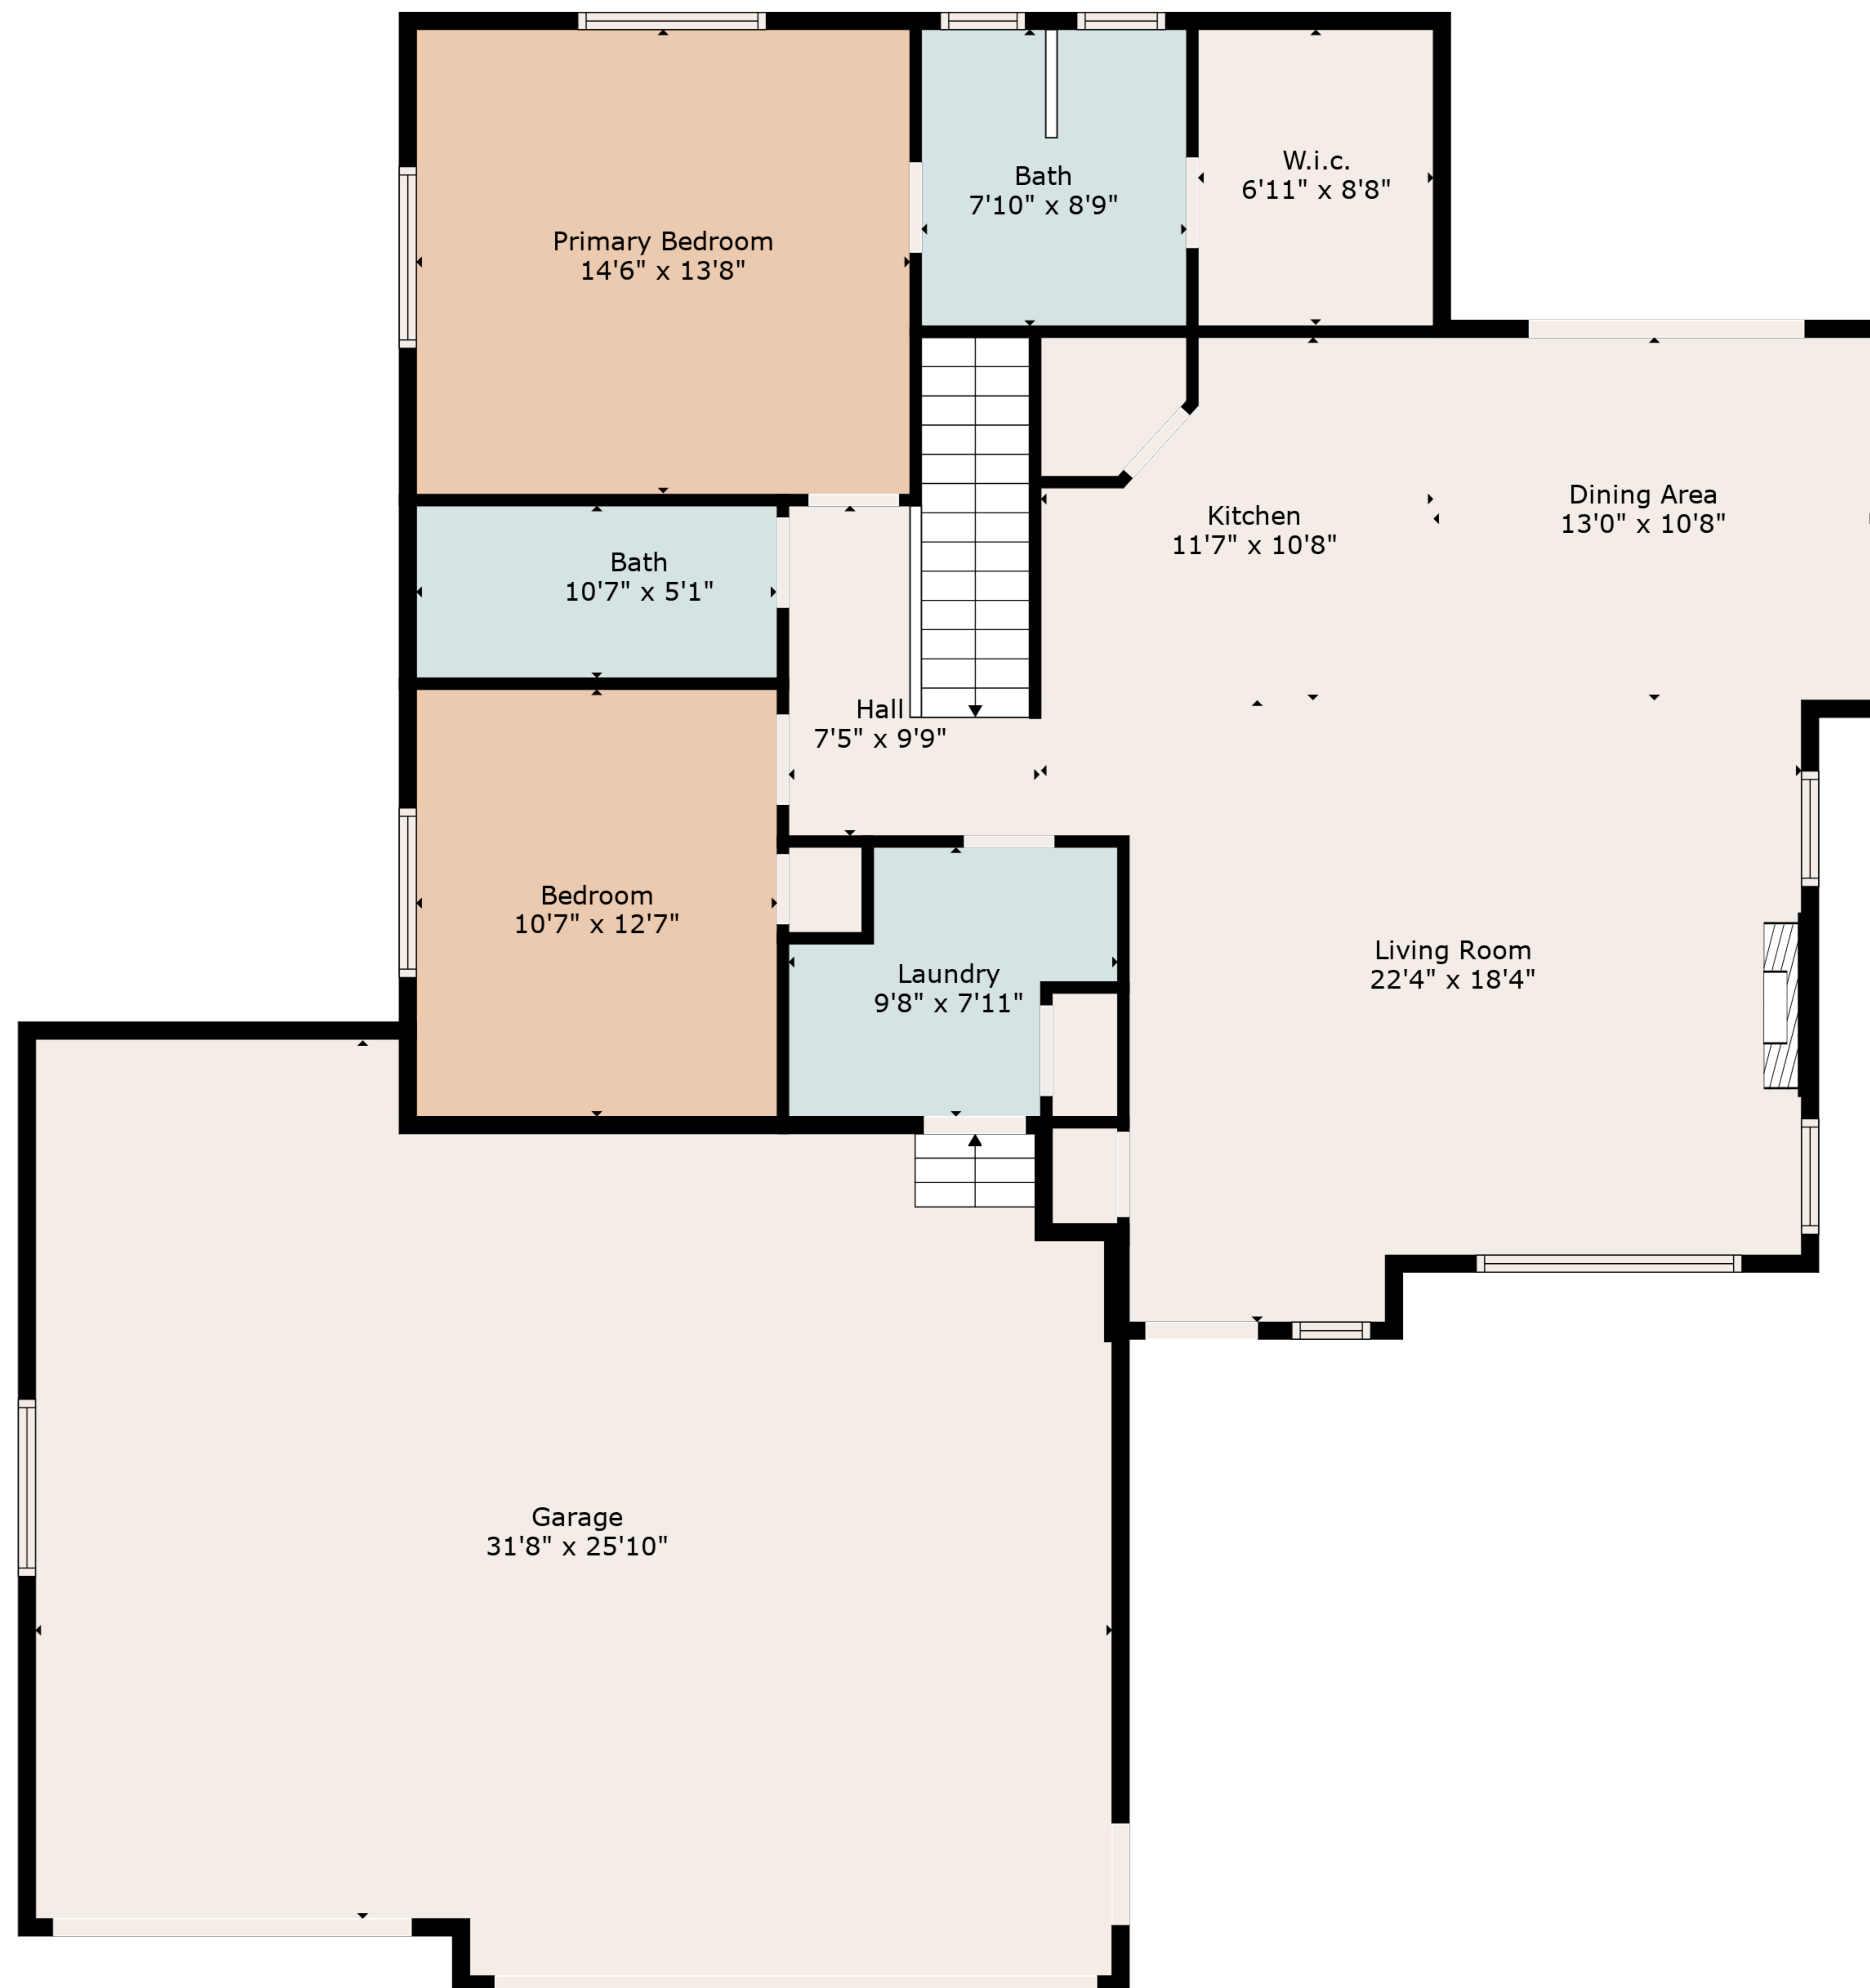 Bath
7'10" x 8'9"
W.i.c.
6'11" x 8'8"
Primary Bedroom
14'6" x 13'8"
Dining Area
13'0" x 10'8"
Kitchen
11'7" x 10'8"
Bath
10'7" x 5'1"
Hall
7'5" x 9'9"
Bedroom
10'7" x 12'7"
Living Room
22'4" x 18'4"
Laundry
9'8" x 7'11"
Garage
31'8" x 25'10"